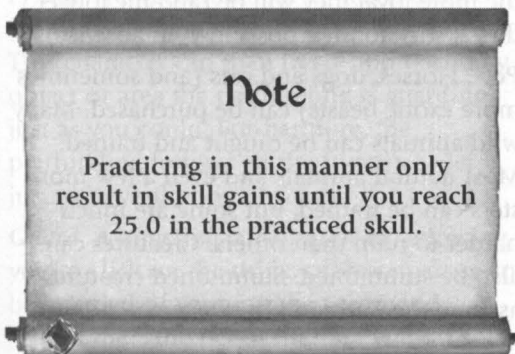 Note
Practicing in this manner only
result in skill gains until you reach
25.0 in the practiced skill.